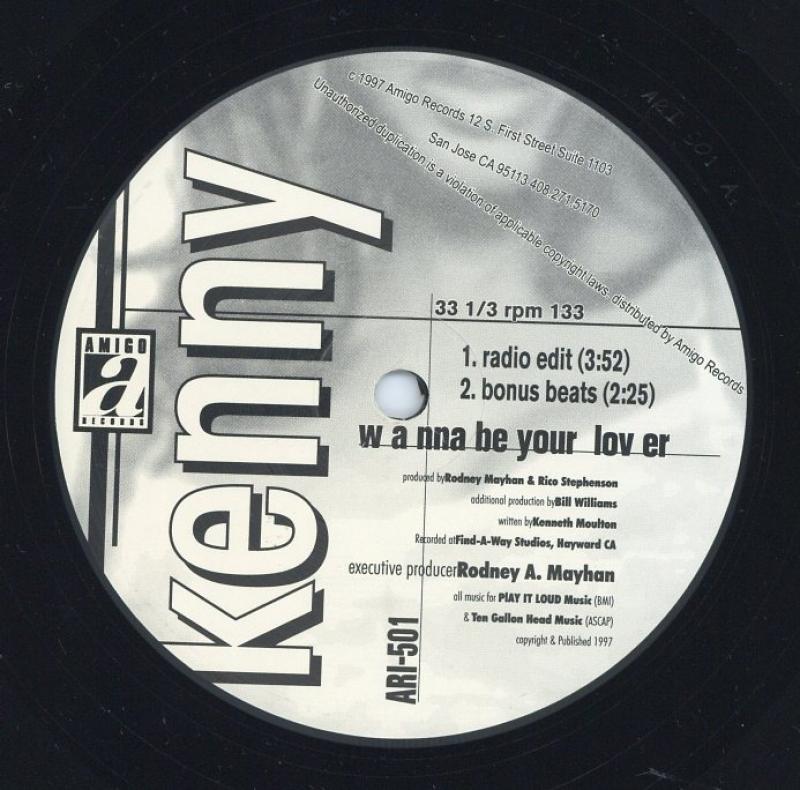 c 1997 Amigo Records 12 S. First Street Suite 1103
San Jose CA 95113 408.271.5170
Unauthorized duplication is a violation of applicable copyright laws. distributed by Amigo Records
ARI 501 A.
kenny
AMIGO
a
RECORDS
33 1/3 rpm 133
1. radio edit (3:52)
2. bonus beats (2:25)
wanna be your lover
produced by Rodney Mayhan & Rico Stephenson
additional production by Bill Williams
written by Kenneth Moulton
Recorded at Find-A-Way Studios, Hayward CA
executive producer Rodney A. Mayhan
all music for PLAY IT LOUD Music (BMI)
& Ten Gallon Head Music (ASCAP)
copyright & Published 1997
ARI-501